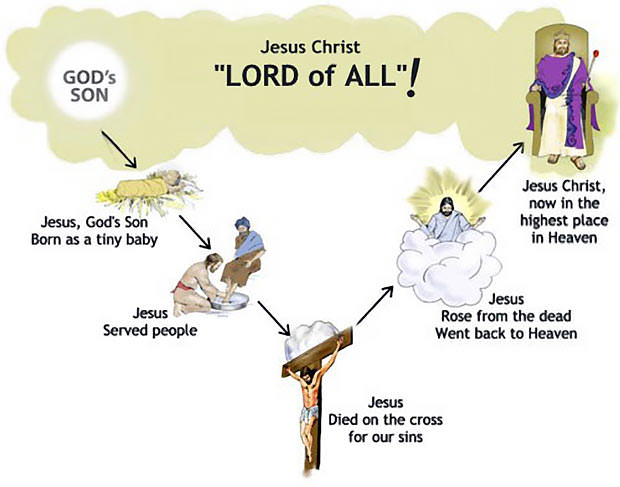 Jesus Christ
"LORD of ALL"!
GOD's
SON
Jesus, God's Son
Born as a tiny baby
Jesus
Served people
Jesus
Died on the cross
for our sins
Jesus
Rose from the dead
Went back to Heaven
Jesus Christ,
now in the
highest place
in Heaven